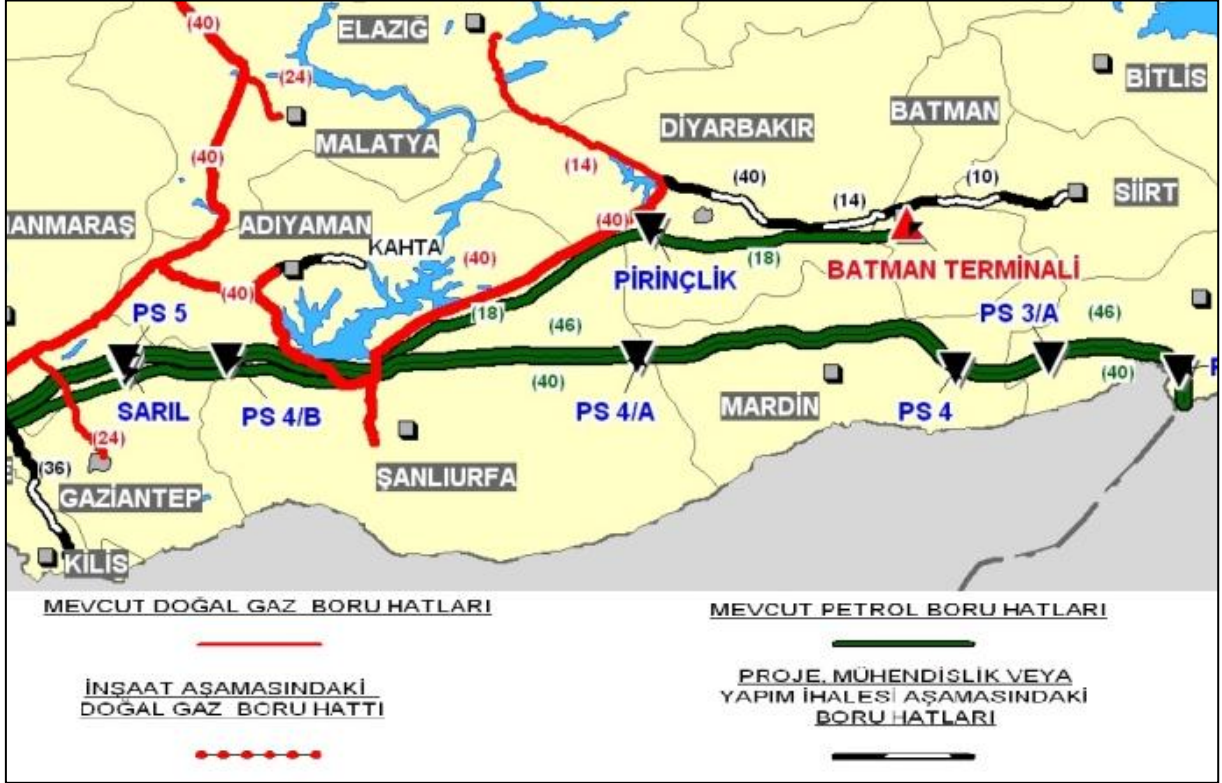 (40)
ELAZIĞ
(24)
BİTLİS
BATMAN
DİYARBAKIR
MALATYA
(40)
(14)
(40)
(10)
SİİRT
(14)
ANMARAŞ
ADIYAMAN
KAHTA
(40)
(40)
(18)
BATMAN TERMİNALİ
PİRİNÇLİK
(40)
PS 5
(18)
(46)
PS 3/A
(46)
(40)
(40)
SARIL
PS 4/B
PS 4/A
MARDİN
PS 4
(24)
(36)
GAZİANTEP
ŞANLIURFA
KİLİS
MEVCUT DOĞAL GAZ BORU HATLARI
İNŞAAT AŞAMASINDAKİ
DOĞAL GAZ BORU HATTI
MEVCUT PETROL BORU HATLARI
PROJE, MÜHENDİSLİK VEYA
YAPIM İHALESİ AŞAMASINDAKİ
BORU HATLARI